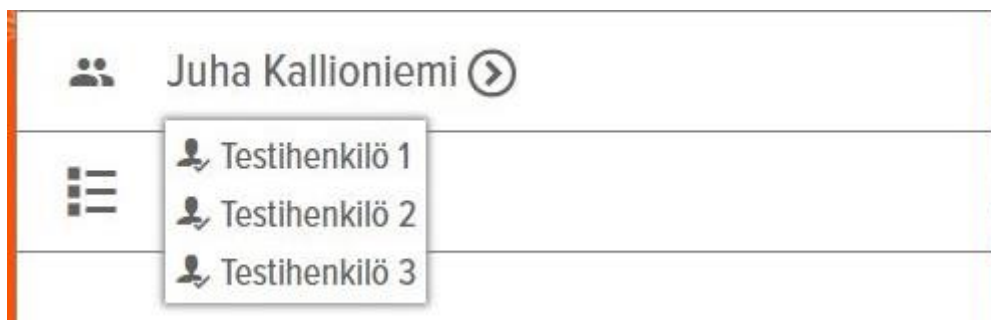 Juha Kallioniemi
Testihenkilö 1
Testihenkilö 2
Testihenkilö 3